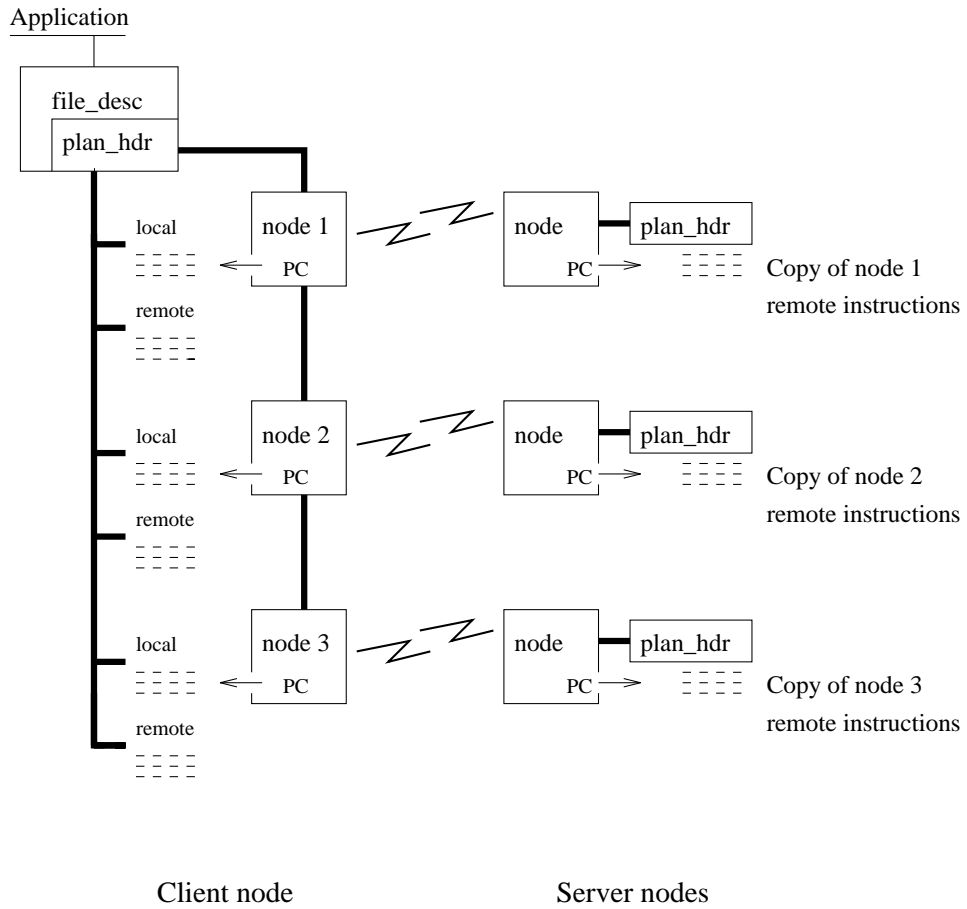 Application
file_desc
plan_hdr
local
node 1
node
plan_hdr
PC
PC
Copy of node 1
remote instructions
remote
local
node 2
node
plan_hdr
PC
PC
Copy of node 2
remote instructions
remote
local
node 3
node
plan_hdr
PC
PC
Copy of node 3
remote instructions
remote
Client node
Server nodes